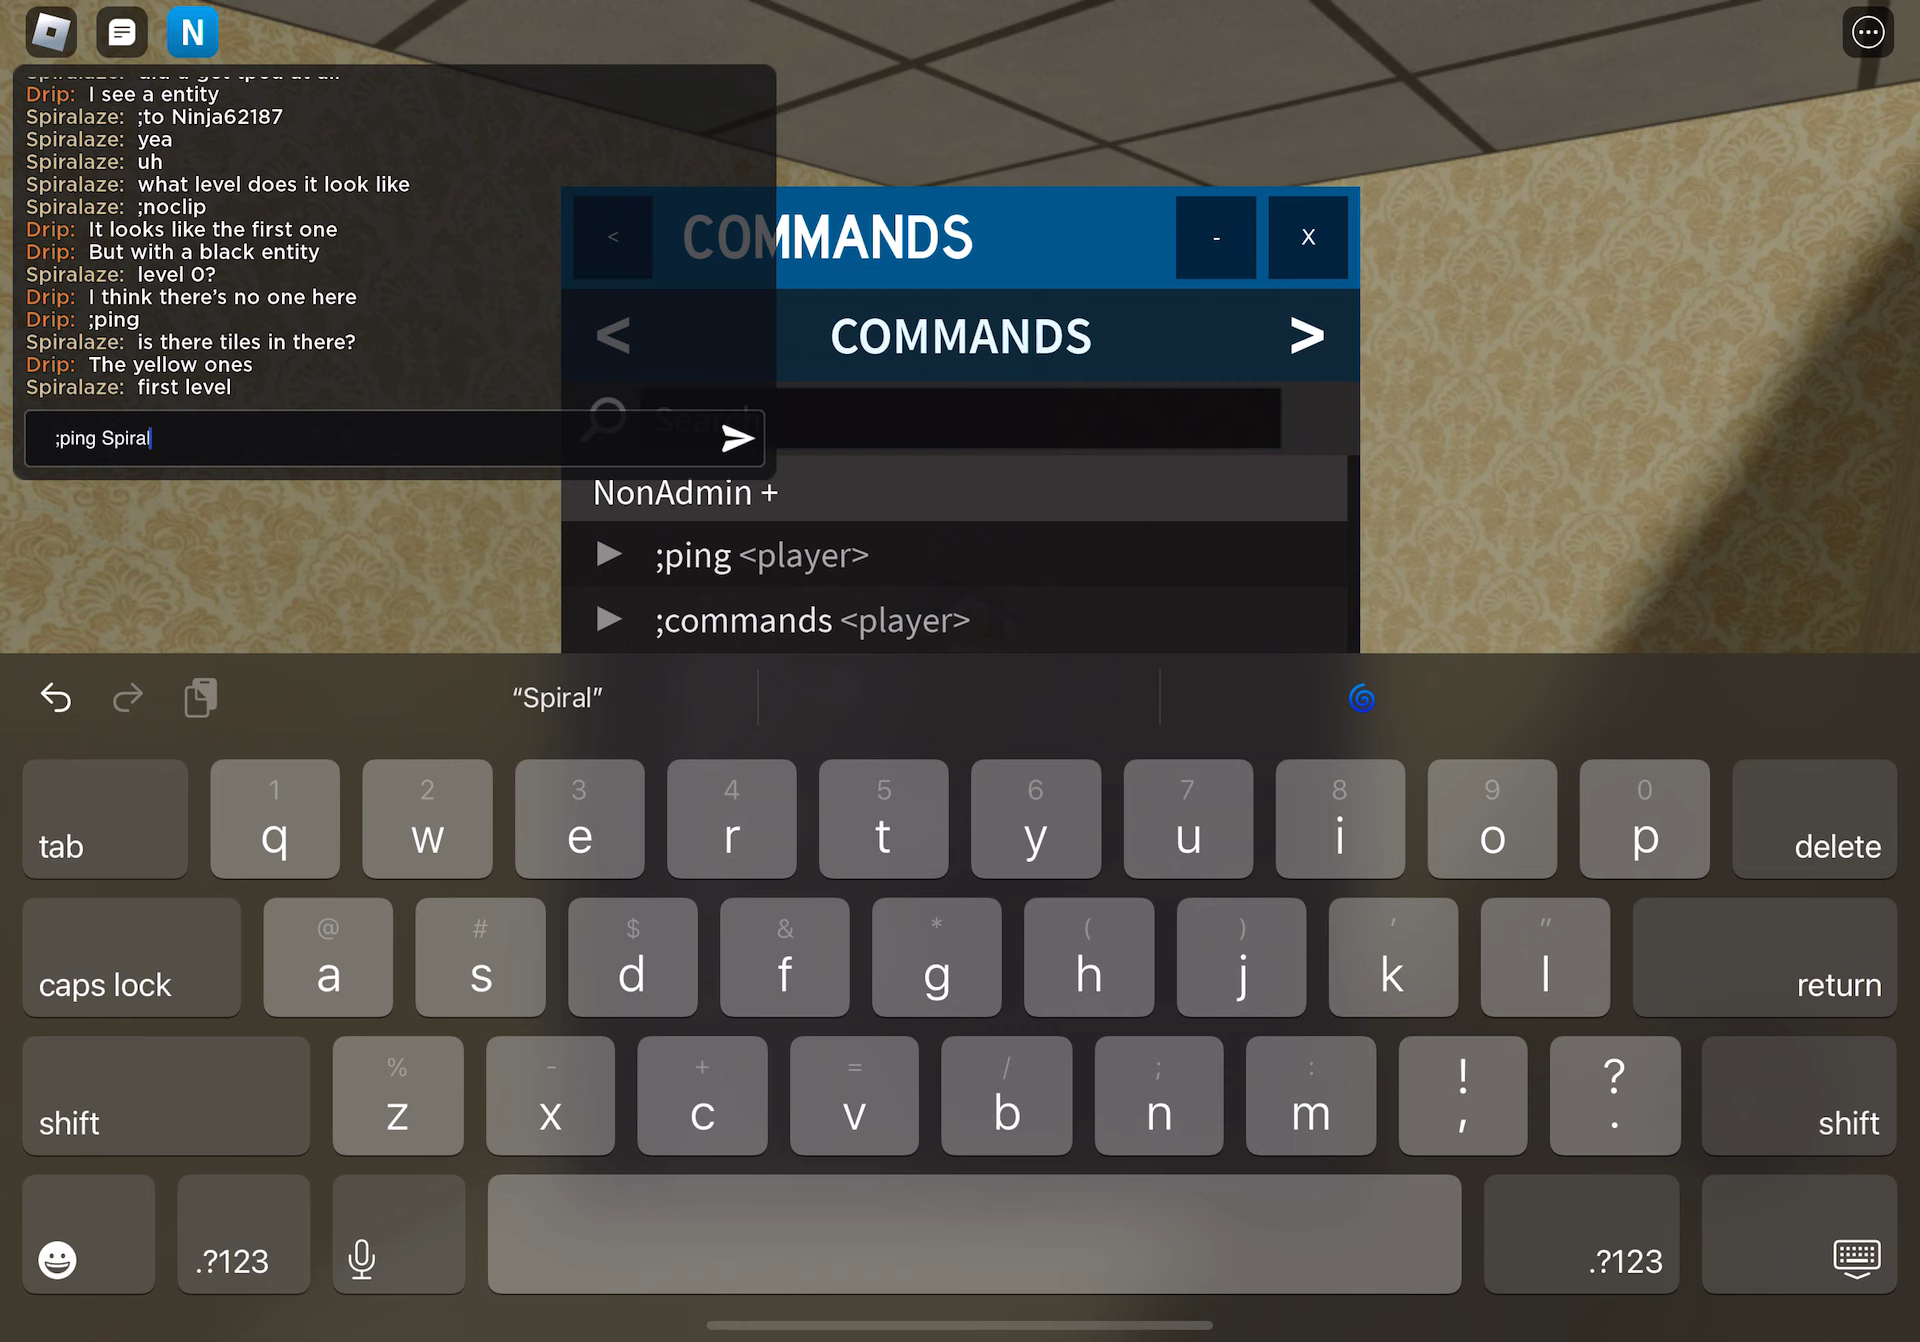 N
Drip: I see a entity
Spiralaze: ;to Ninja62187
Spiralaze: yea
Spiralaze: uh
Spiralaze: what level does it look like
Spiralaze: ;noclip
Drip: It looks like the first one
Drip: But with a black entity
Spiralaze: level 0?
Drip: I think there's no one here
Drip: ;ping
Spiralaze: is there tiles in there?
Drip: The yellow ones
Spiralaze: first level
;ping Spiral
< COMMANDS - X
< COMMANDS >
Search
NonAdmin +
;ping <player>
;commands <player>
“Spiral”
1 2 3 4 5 6 7 8 9 0
tab q w e r t y u i o p delete
@ # $ & * ( ) ' "
caps lock a s d f g h j k l return
% - + = / ; : ! ?
shift z x c v b n m , . shift
.?123 .?123